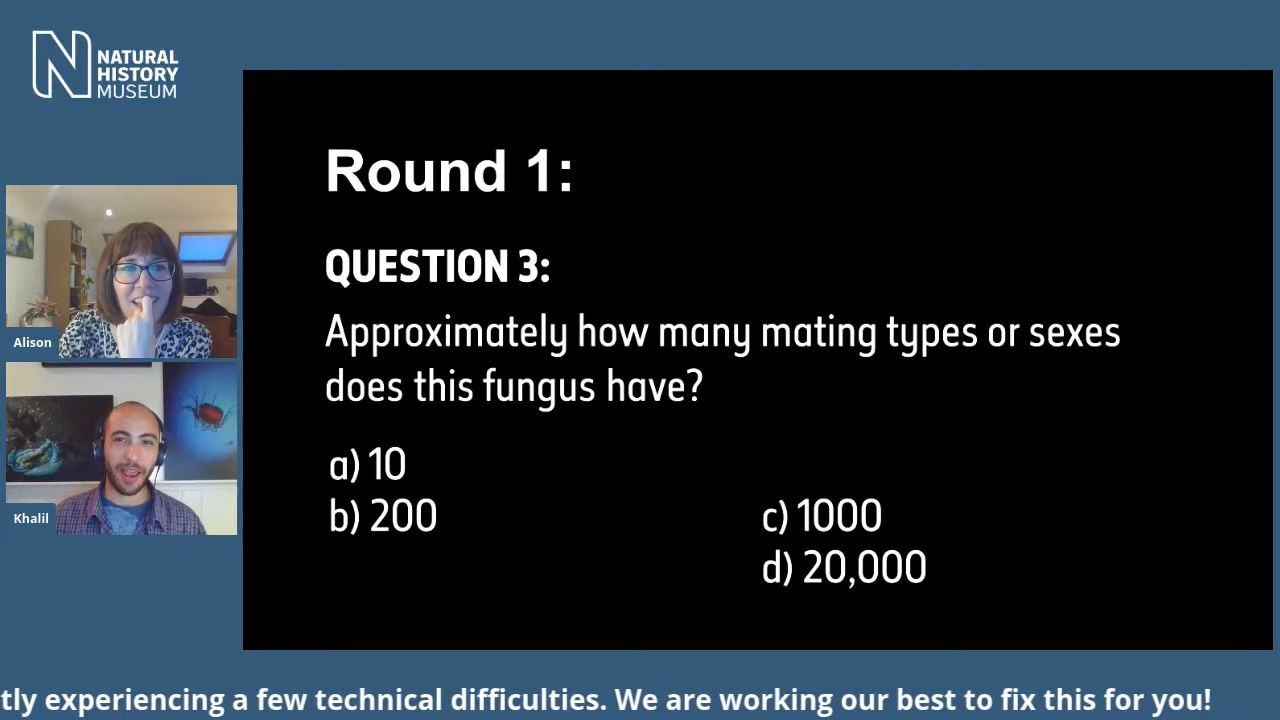 NATURAL
HISTORY
MUSEUM
Round 1:
QUESTION 3:
Approximately how many mating types or sexes
does this fungus have?
a) 10
b) 200
c) 1000
d) 20,000
Alison
Khalil
tly experiencing a few technical difficulties. We are working our best to fix this for you!